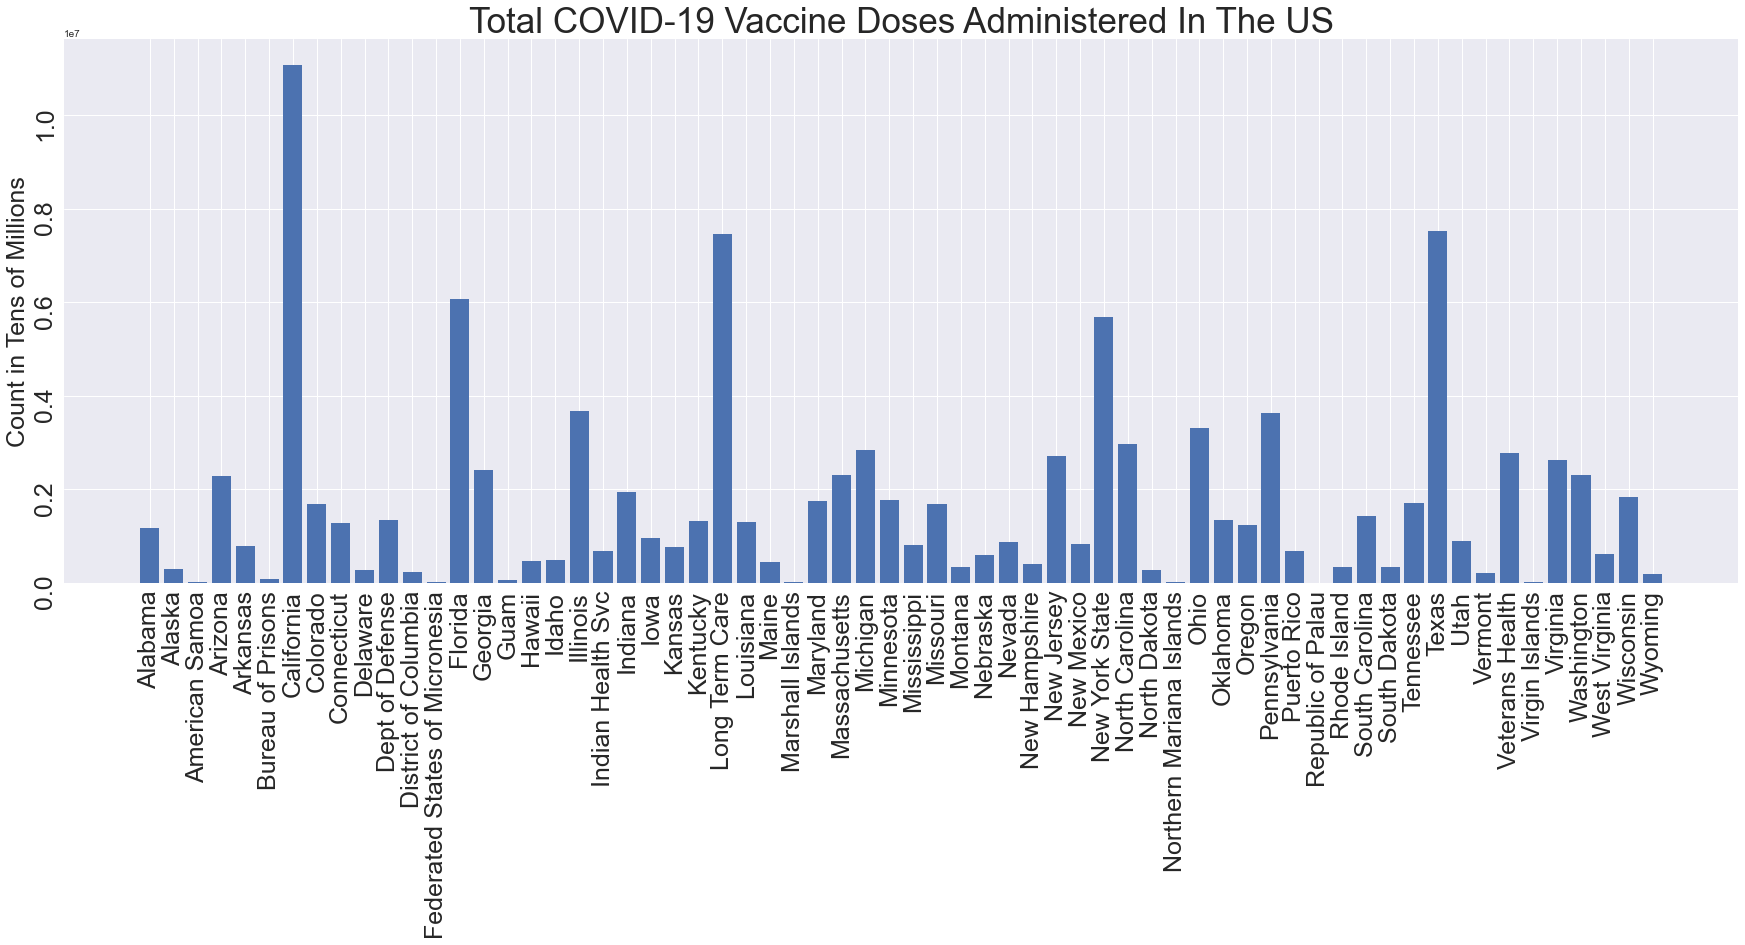 Total COVID-19 Vaccine Doses Administered In The US
1e7
Count in Tens of Millions
1.0
0.8
0.6
0.4
0.2
0.0
Alabama
Alaska
American Samoa
Arizona
Arkansas
Bureau of Prisons
California
Colorado
Connecticut
Delaware
Dept of Defense
District of Columbia
Federated States of Micronesia
Florida
Georgia
Guam
Hawaii
Idaho
Illinois
Indian Health Svc
Indiana
Iowa
Kansas
Kentucky
Long Term Care
Louisiana
Maine
Marshall Islands
Maryland
Massachusetts
Michigan
Minnesota
Mississippi
Missouri
Montana
Nebraska
Nevada
New Hampshire
New Jersey
New Mexico
New York State
North Carolina
North Dakota
Northern Mariana Islands
Ohio
Oklahoma
Oregon
Pennsylvania
Puerto Rico
Republic of Palau
Rhode Island
South Carolina
South Dakota
Tennessee
Texas
Utah
Vermont
Veterans Health
Virgin Islands
Virginia
Washington
West Virginia
Wisconsin
Wyoming